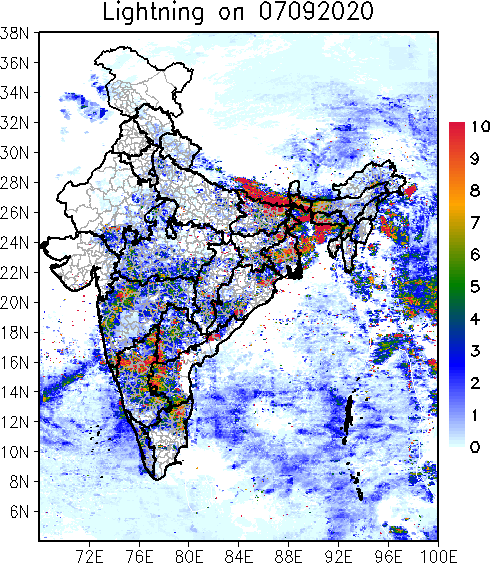 Lightning on 07092020
38N
36N
34N
32N
30N
28N
26N
24N
22N
20N
18N
16N
14N
12N
10N
8N
6N
72E 76E 80E 84E 88E 92E 96E 100E
10
9
8
7
6
5
4
3
2
1
0